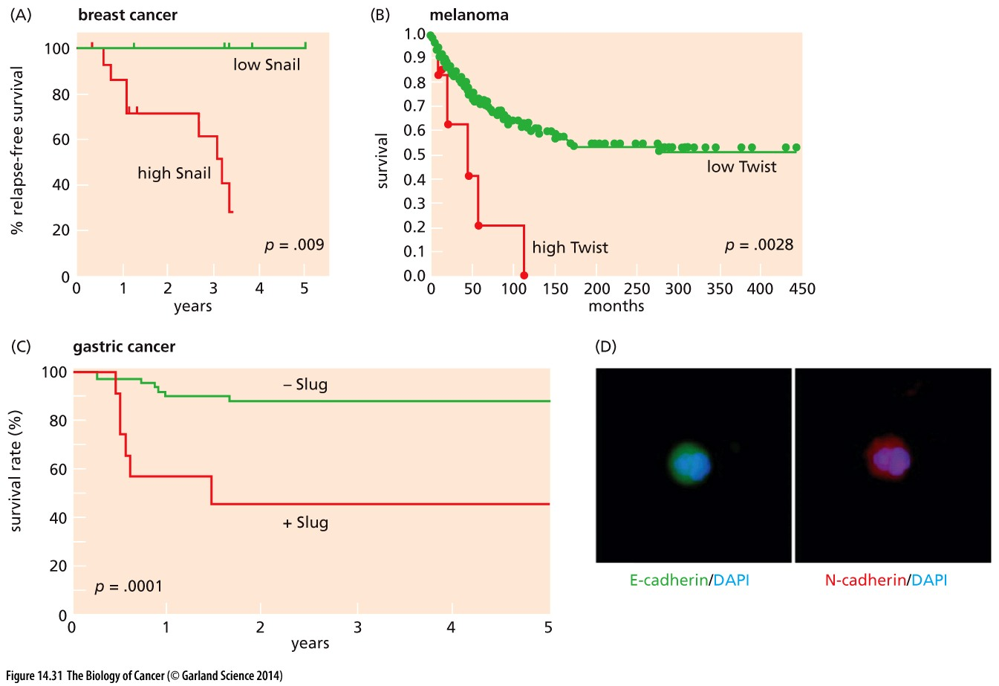 (A) breast cancer
% relapse-free survival
100
80
60
40
20
0
low Snail
high Snail
p = .009
0 1 2 3 4 5
years
(B) melanoma
survival
1.0
0.9
0.8
0.7
0.6
0.5
0.4
0.3
0.2
0.1
0.0
low Twist
high Twist
p = .0028
0 50 100 150 200 250 300 350 400 450
months
(C) gastric cancer
survival rate (%)
100
80
60
40
20
0
– Slug
+ Slug
p = .0001
0 1 2 3 4 5
years
(D)
E-cadherin/DAPI
N-cadherin/DAPI
Figure 14.31 The Biology of Cancer (© Garland Science 2014)